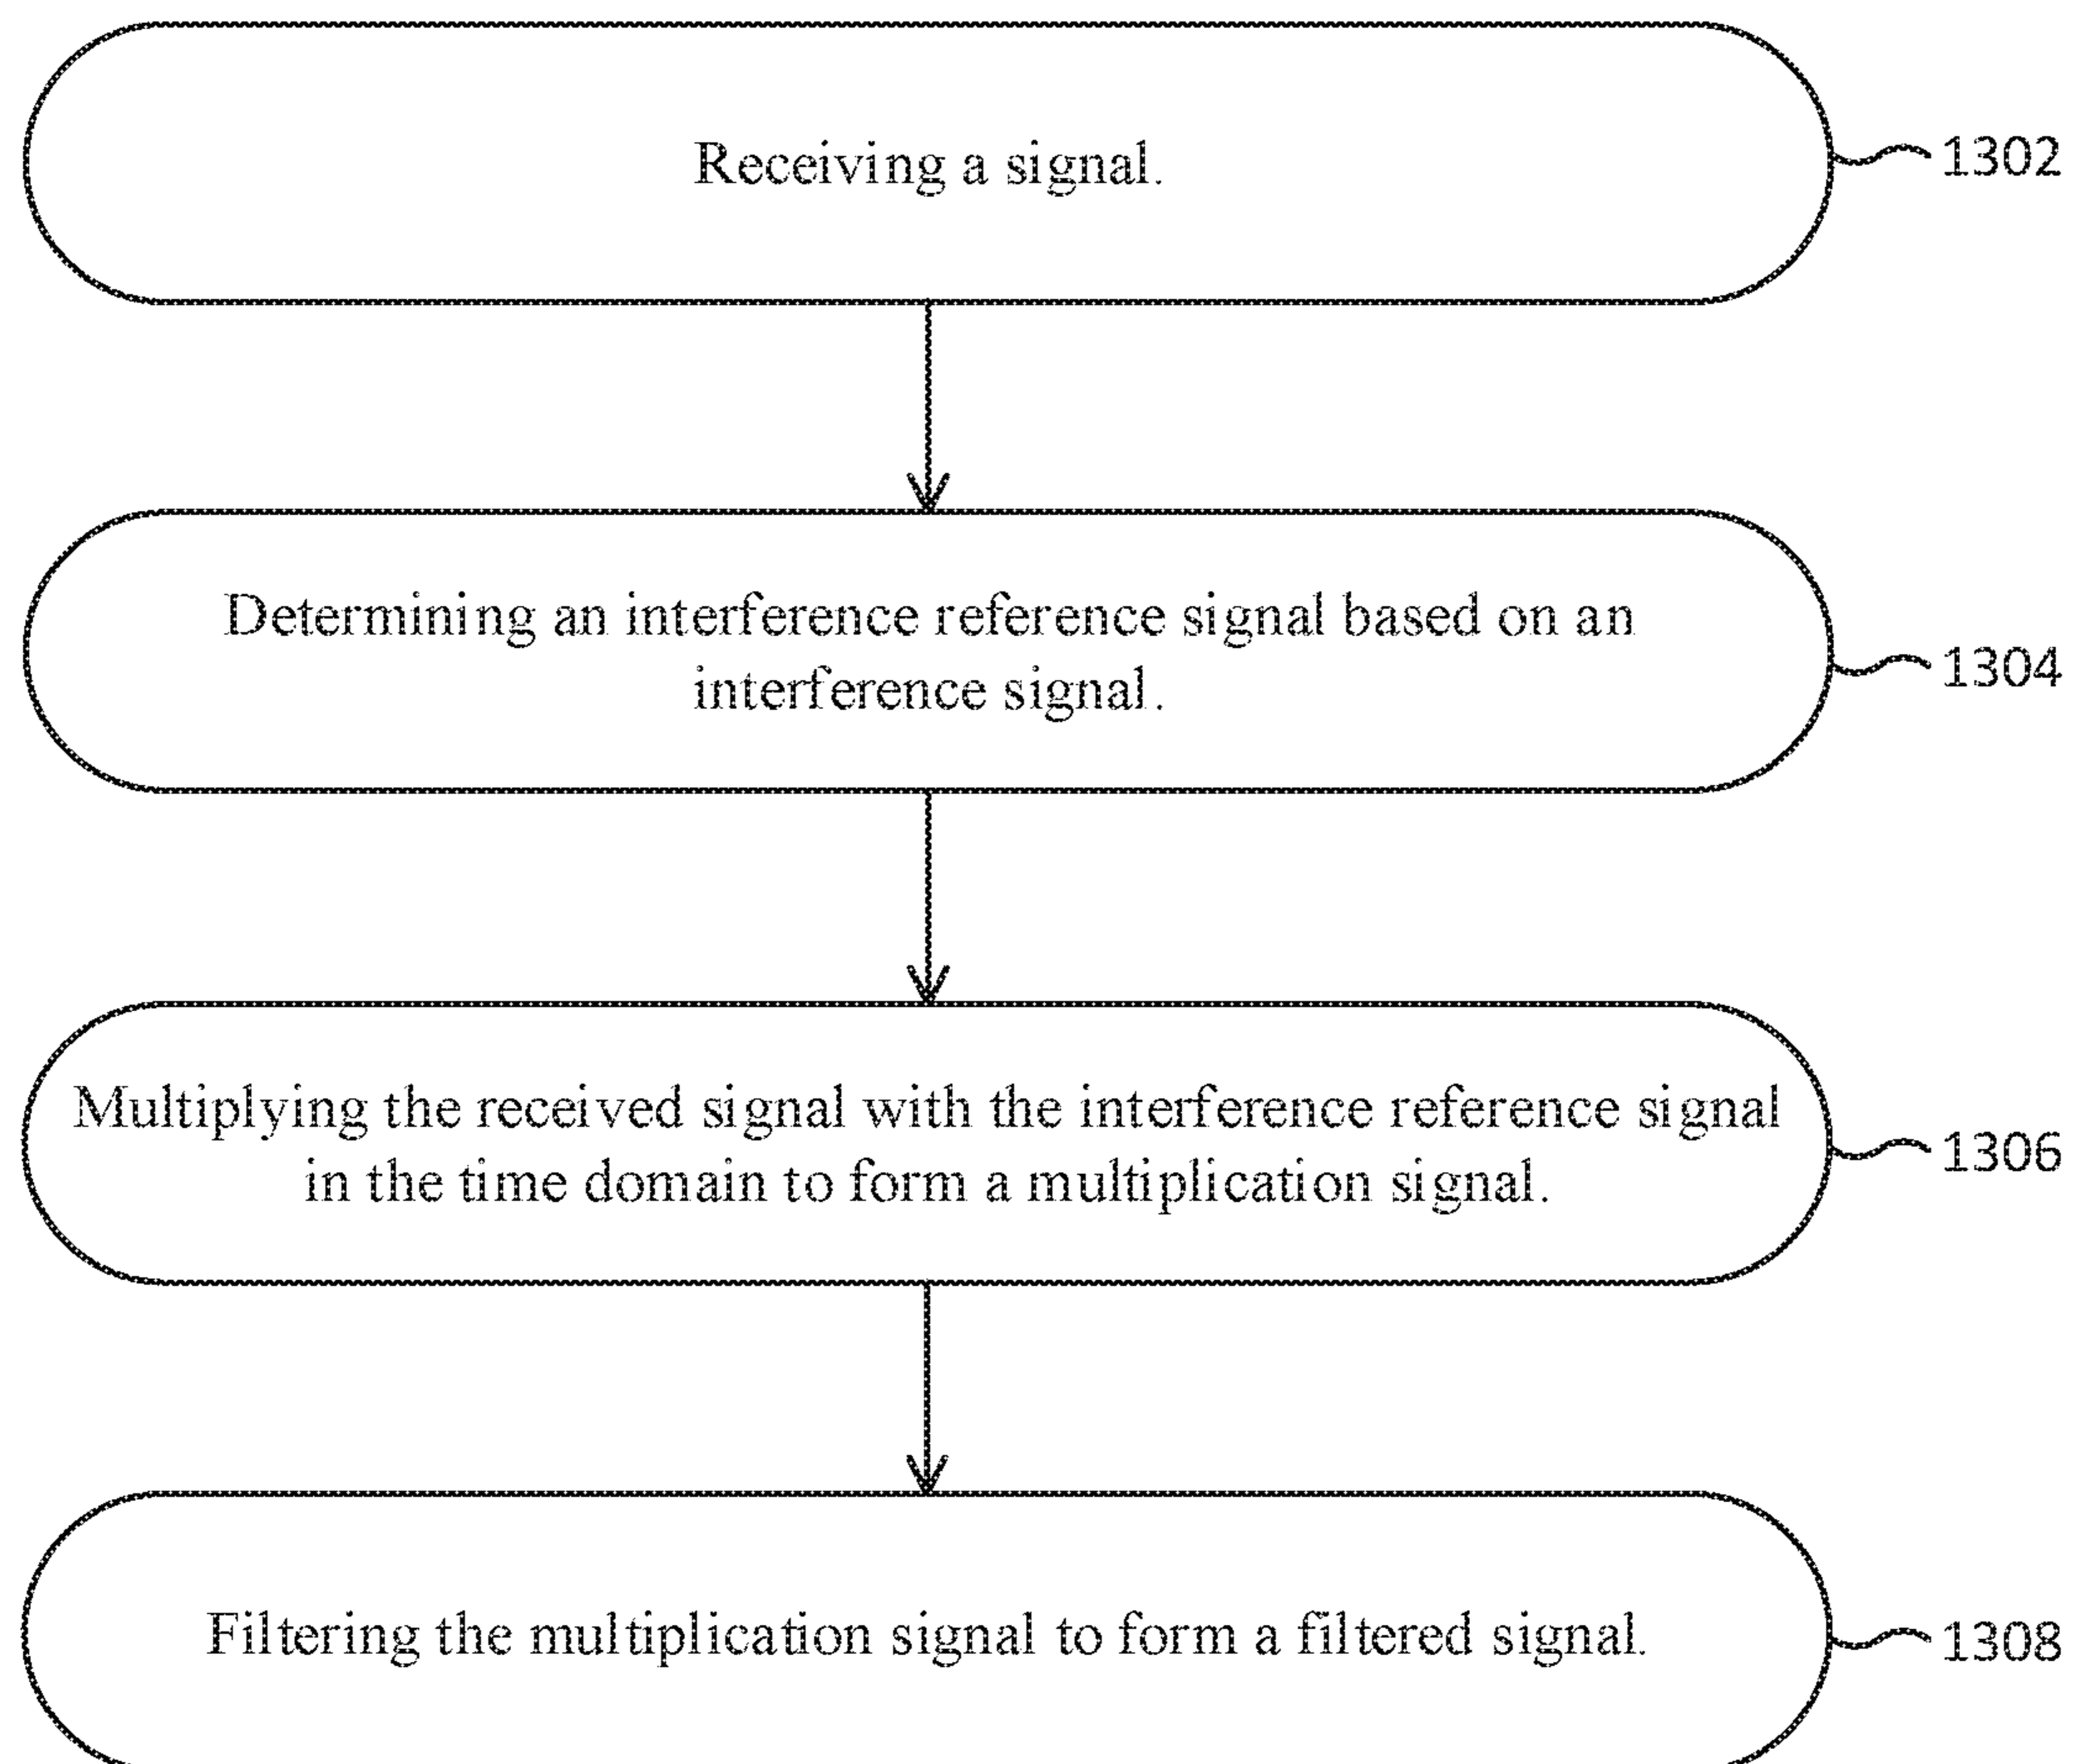 Receiving a signal.
1302
Determining an interference reference signal based on an
interference signal.
1304
Multiplying the received signal with the interference reference signal
in the time domain to form a multiplication signal.
1306
Filtering the multiplication signal to form a filtered signal.
1308